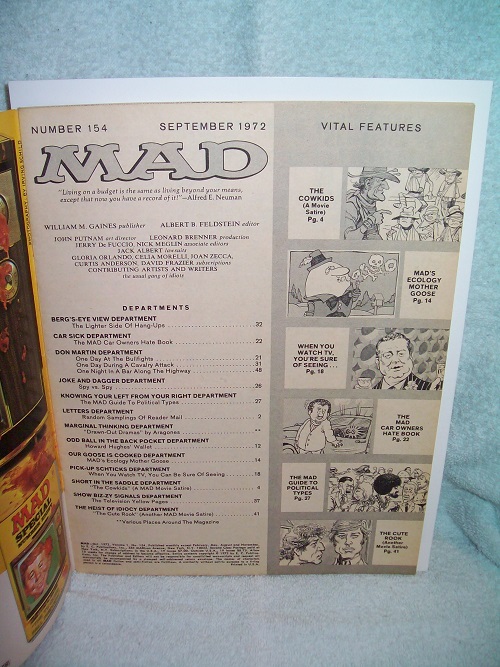 NUMBER 154 SEPTEMBER 1972
MAD
"Living on a budget is the same as living beyond your means,
except that now you have a record of it!"—Alfred E. Neuman
WILLIAM M. GAINES publisher ALBERT B. FELDSTEIN editor
JOHN PUTNAM art director LEONARD BRENNER production
JERRY De FUCCIO, NICK MEGLIN associate editors
JACK ALBERT lawsuits
GLORIA ORLANDO, CELIA MORELLI, JOAN ZECCA,
CURTIS ANDERSON, DAVID FRAZIER subscriptions
CONTRIBUTING ARTISTS AND WRITERS
the usual gang of idiots
DEPARTMENTS
BERG'S-EYE VIEW DEPARTMENT
The Lighter Side Of Hang-Ups 32
CAR SICK DEPARTMENT
The MAD Car Owners Hate Book 22
DON MARTIN DEPARTMENT
One Day At The Bullfights 21
One Day During A Cavalry Attack 31
One Night In A Bar Along The Highway 48
JOKE AND DAGGER DEPARTMENT
Spy vs. Spy 26
KNOWING YOUR LEFT FROM YOUR RIGHT DEPARTMENT
The MAD Guide To Political Types 27
LETTERS DEPARTMENT
Random Samplings Of Reader Mail 2
MARGINAL THINKING DEPARTMENT
"Drawn-Out Dramas" by Aragones **
ODD BALL IN THE BACK POCKET DEPARTMENT
Howard Hughes' Wallet 12
OUR GOOSE IS COOKED DEPARTMENT
MAD's Ecology Mother Goose 14
PICK-UP SCHTICKS DEPARTMENT
When You Watch TV, You Can Be Sure Of Seeing 18
SHORT IN THE SADDLE DEPARTMENT
"The Cowkids" (A MAD Movie Satire) 4
SHOW BIZ-ZY SIGNALS DEPARTMENT
The Television Yellow Pages 37
THE HEIST OF IDIOCY DEPARTMENT
"The Cute Rook" (Another MAD Movie Satire) 41
**Various Places Around The Magazine
VITAL FEATURES
THE
COWKIDS
(A Movie
Satire)
Pg. 4
MAD'S
ECOLOGY
MOTHER
GOOSE
Pg. 14
WHEN YOU
WATCH TV,
YOU'RE SURE
OF SEEING . . .
Pg. 18
THE
MAD
CAR OWNERS
HATE BOOK
Pg. 22
THE MAD
GUIDE TO
POLITICAL
TYPES
Pg. 27
THE CUTE
ROOK
(Another
MAD Movie
Satire)
Pg. 41